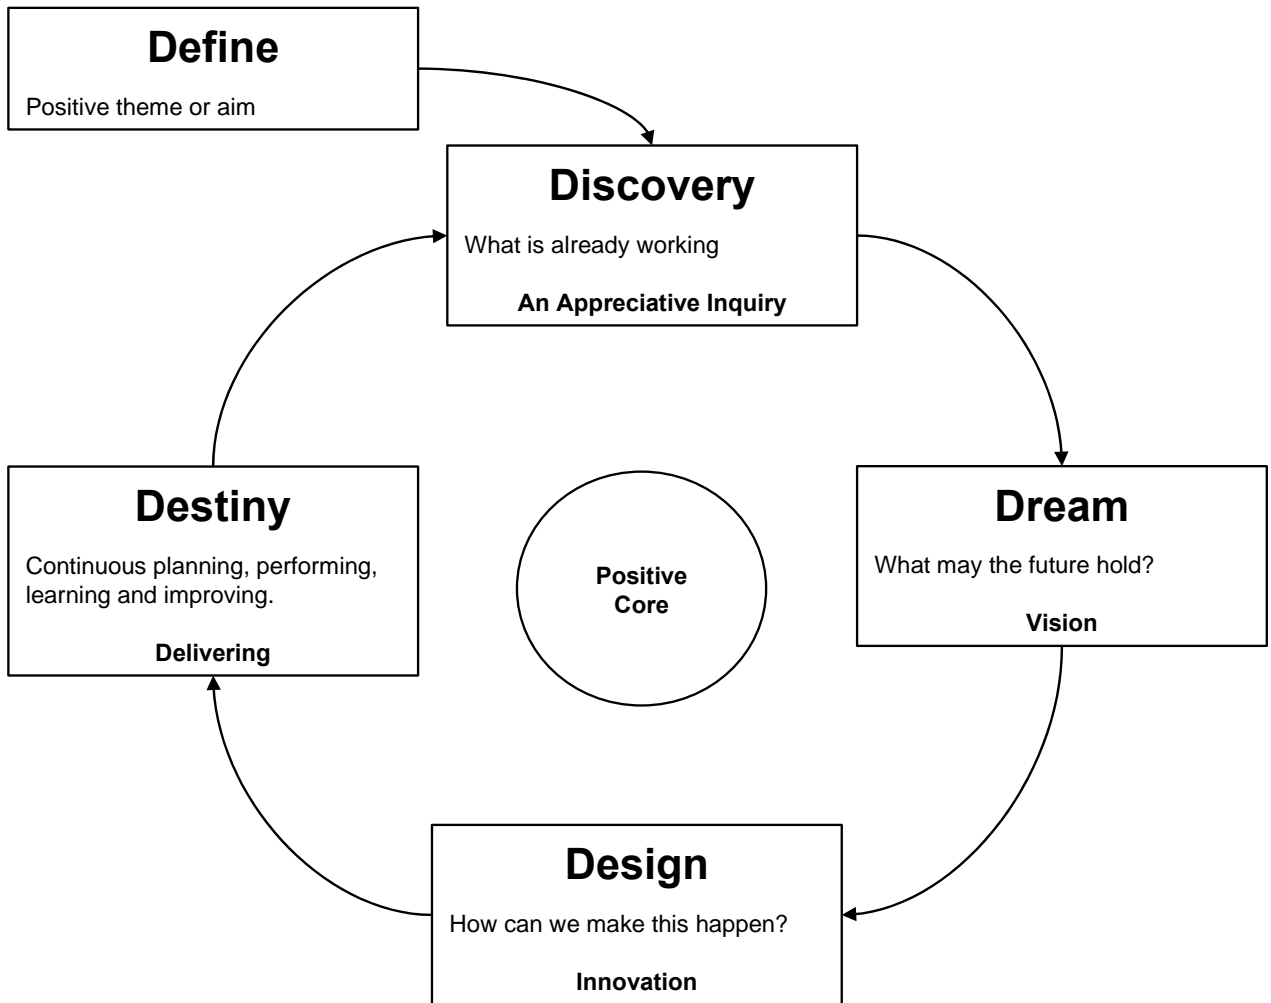 Define
Positive theme or aim
Discovery
What is already working
An Appreciative Inquiry
Dream
What may the future hold?
Vision
Design
How can we make this happen?
Innovation
Destiny
Continuous planning, performing,
learning and improving.
Delivering
Positive
Core